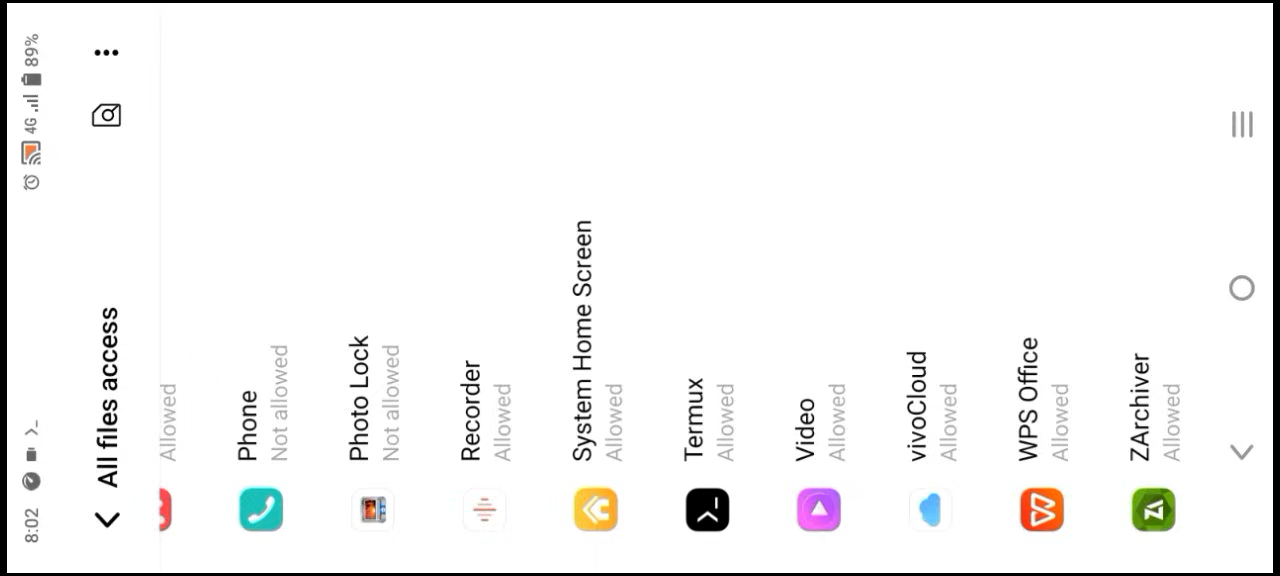 8:02
4G 89%
All files access
Allowed
Phone
Not allowed
Photo Lock
Not allowed
Recorder
Allowed
System Home Screen
Allowed
Termux
Allowed
Video
Allowed
vivoCloud
Allowed
WPS Office
Allowed
ZArchiver
Allowed